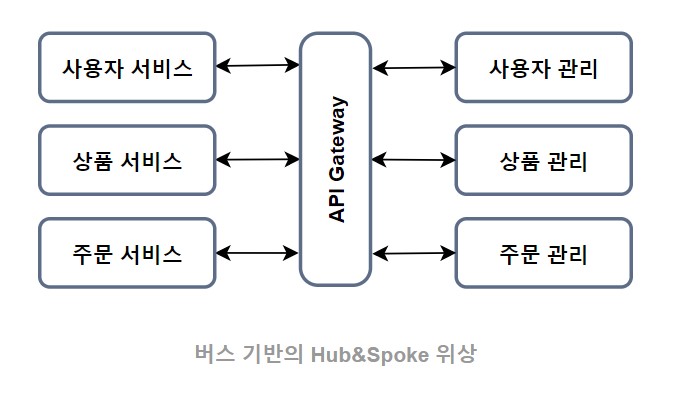 사용자 서비스
상품 서비스
주문 서비스
API Gateway
사용자 관리
상품 관리
주문 관리
버스 기반의 Hub&Spoke 위상